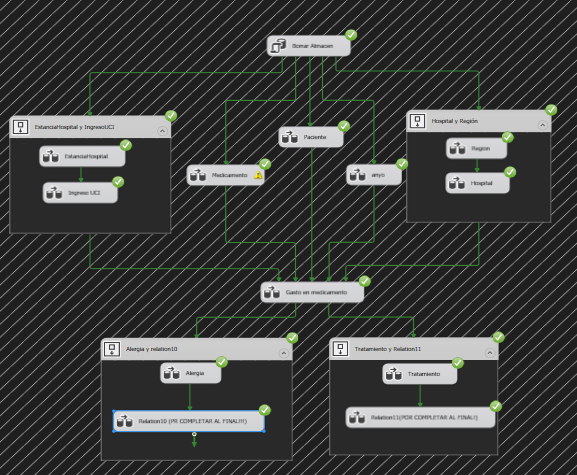 Borrar Almacen
EstanciaHospital y IngresoUCI
EstanciaHospital
Ingreso UCI
Medicamento
Paciente
anyo
Hospital y Región
Region
Hospital
Gasto en medicamento
Alergia y relation10
Alergia
Relation10 (PR COMPLETAR AL FINAL!!!)
Tratamiento y Relation11
Tratamiento
Relation11(POR COMPLETAR AL FINAL!)